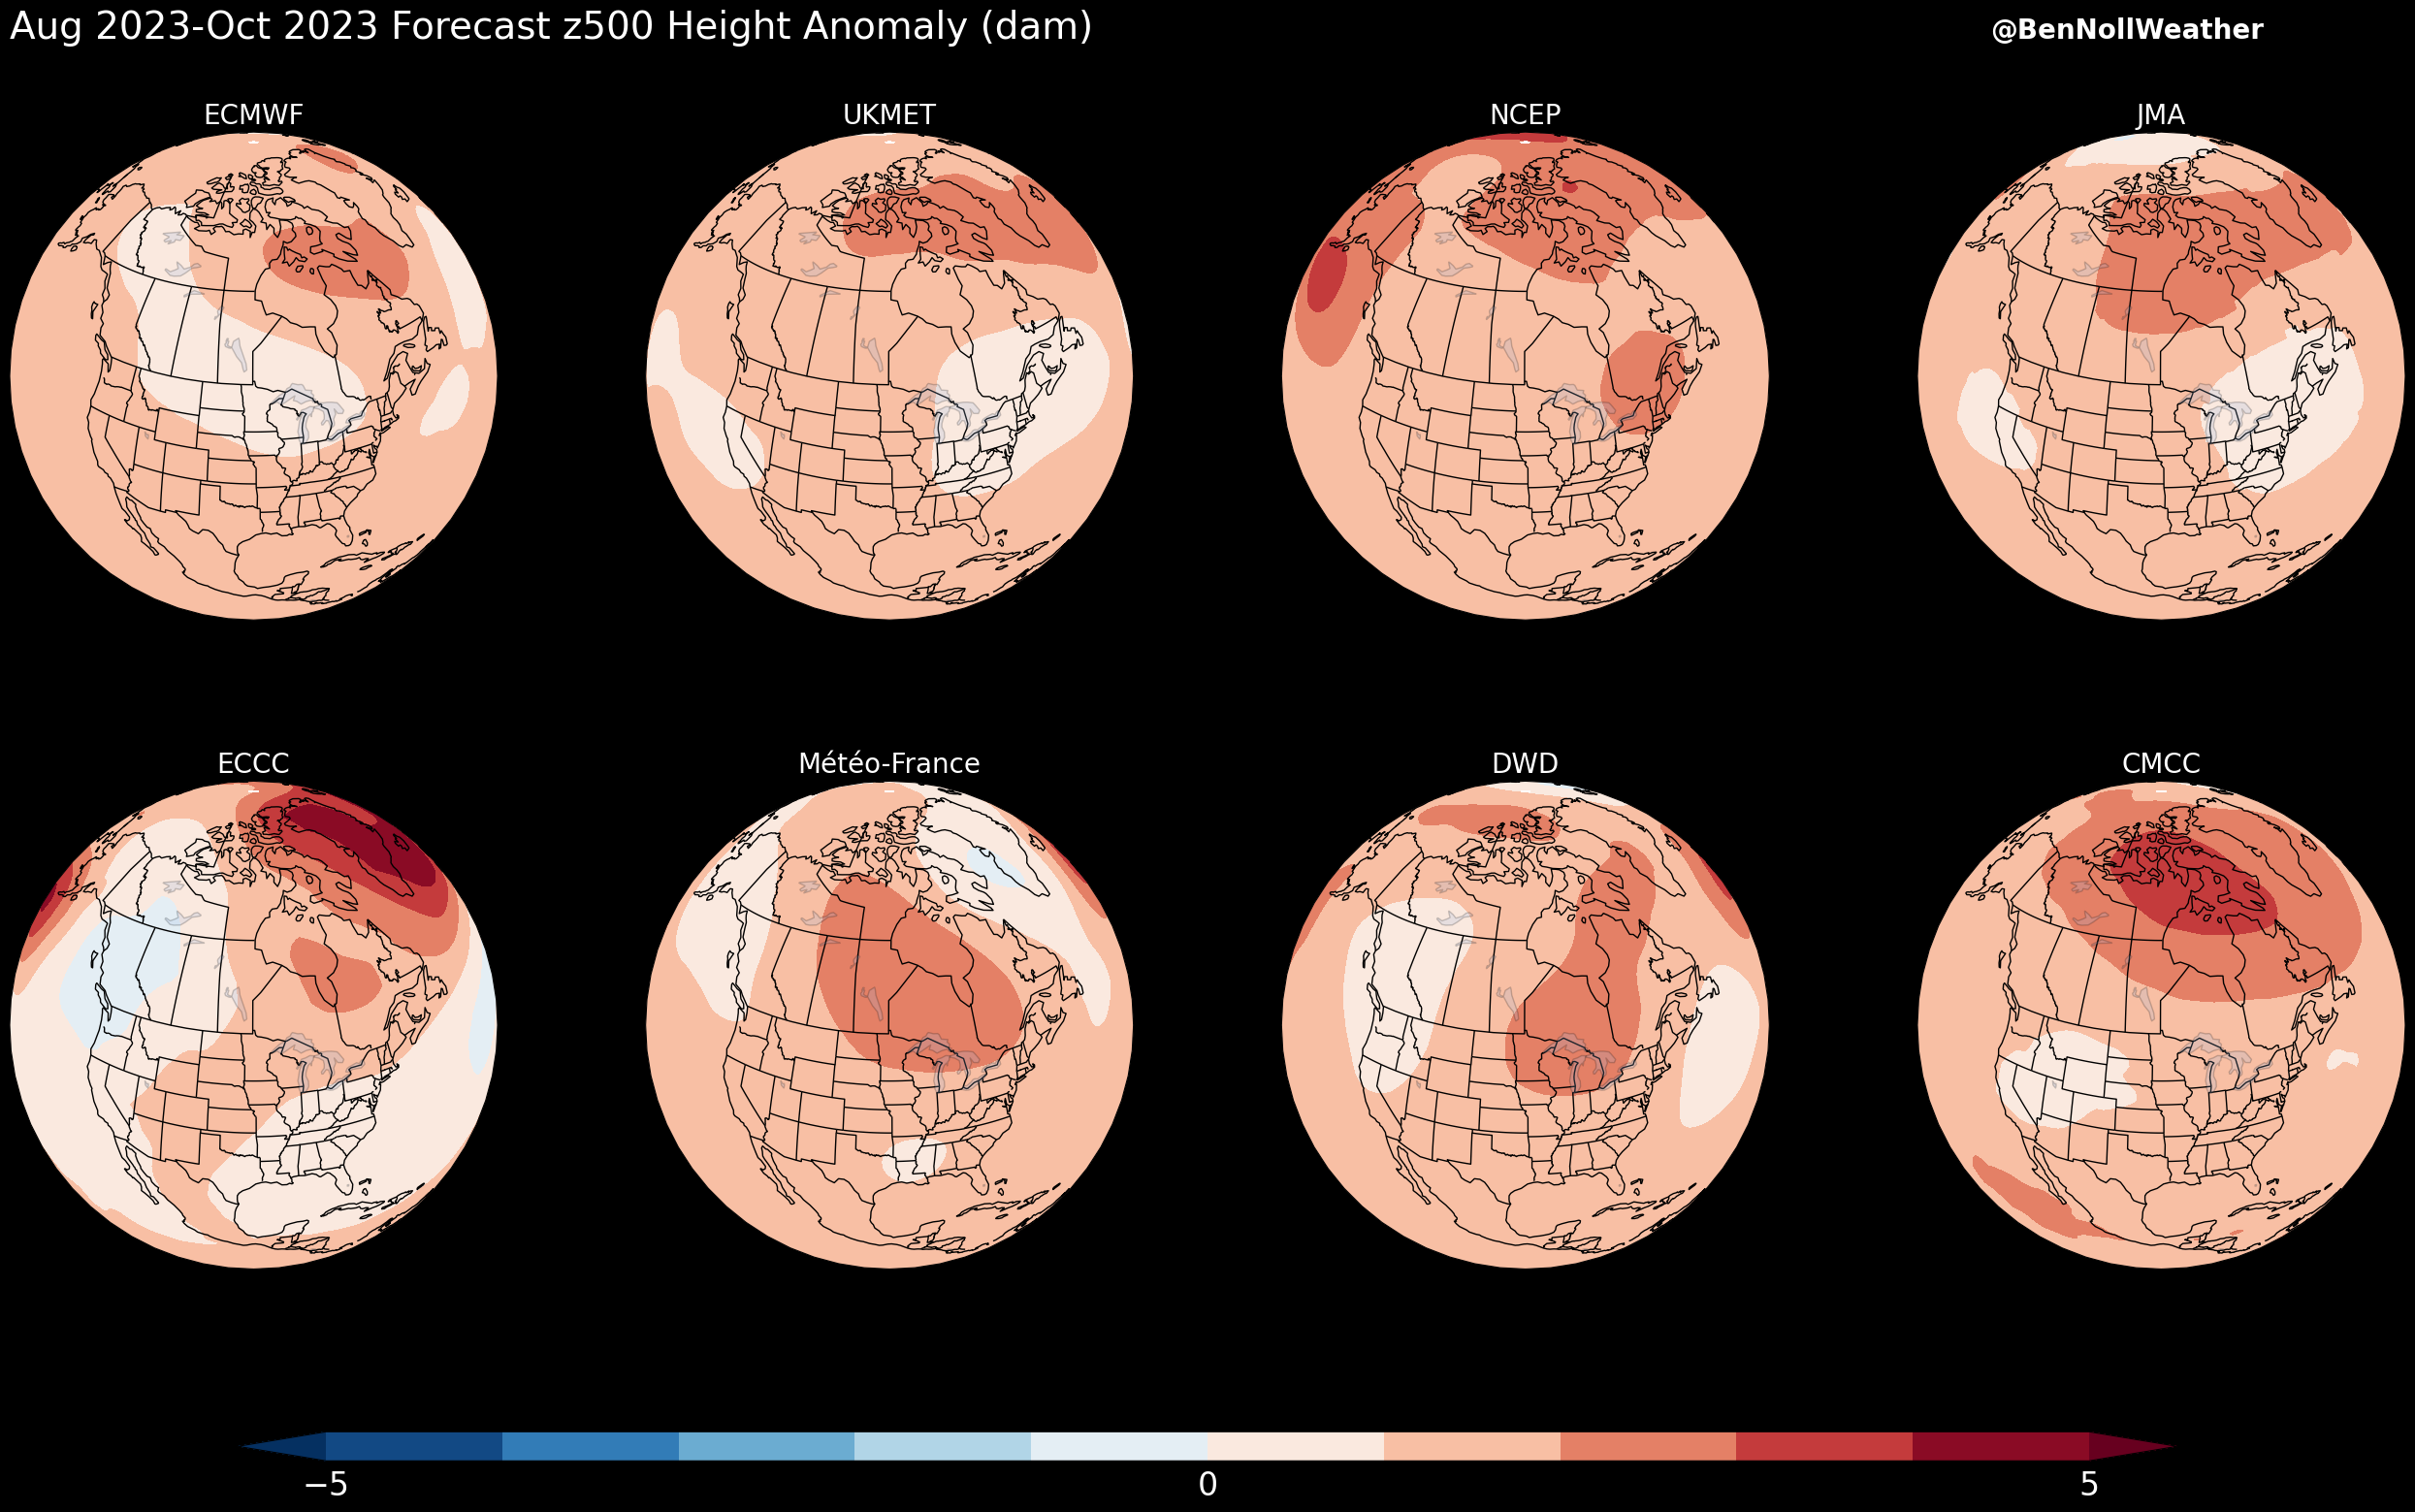 Aug 2023-Oct 2023 Forecast z500 Height Anomaly (dam)
@BenNollWeather
ECMWF
UKMET
NCEP
JMA
ECCC
Météo-France
DWD
CMCC
−5
0
5